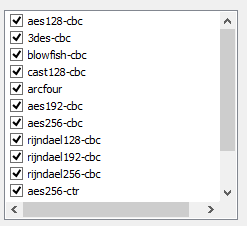 aes128-cbc
3des-cbc
blowfish-cbc
cast128-cbc
arcfour
aes192-cbc
aes256-cbc
rijndael128-cbc
rijndael192-cbc
rijndael256-cbc
aes256-ctr